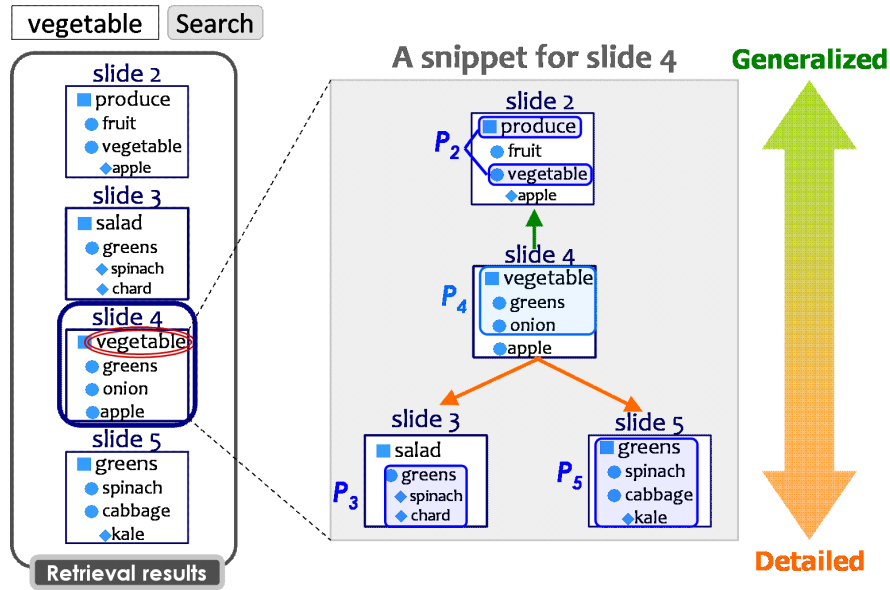 vegetable
Search
slide 2
produce
fruit
vegetable
apple
slide 3
salad
greens
spinach
chard
slide 4
vegetable
greens
onion
apple
slide 5
greens
spinach
cabbage
kale
Retrieval results
A snippet for slide 4
slide 2
P2
produce
fruit
vegetable
apple
slide 4
P4
vegetable
greens
onion
apple
slide 3
P3
salad
greens
spinach
chard
slide 5
P5
greens
spinach
cabbage
kale
Generalized
Detailed